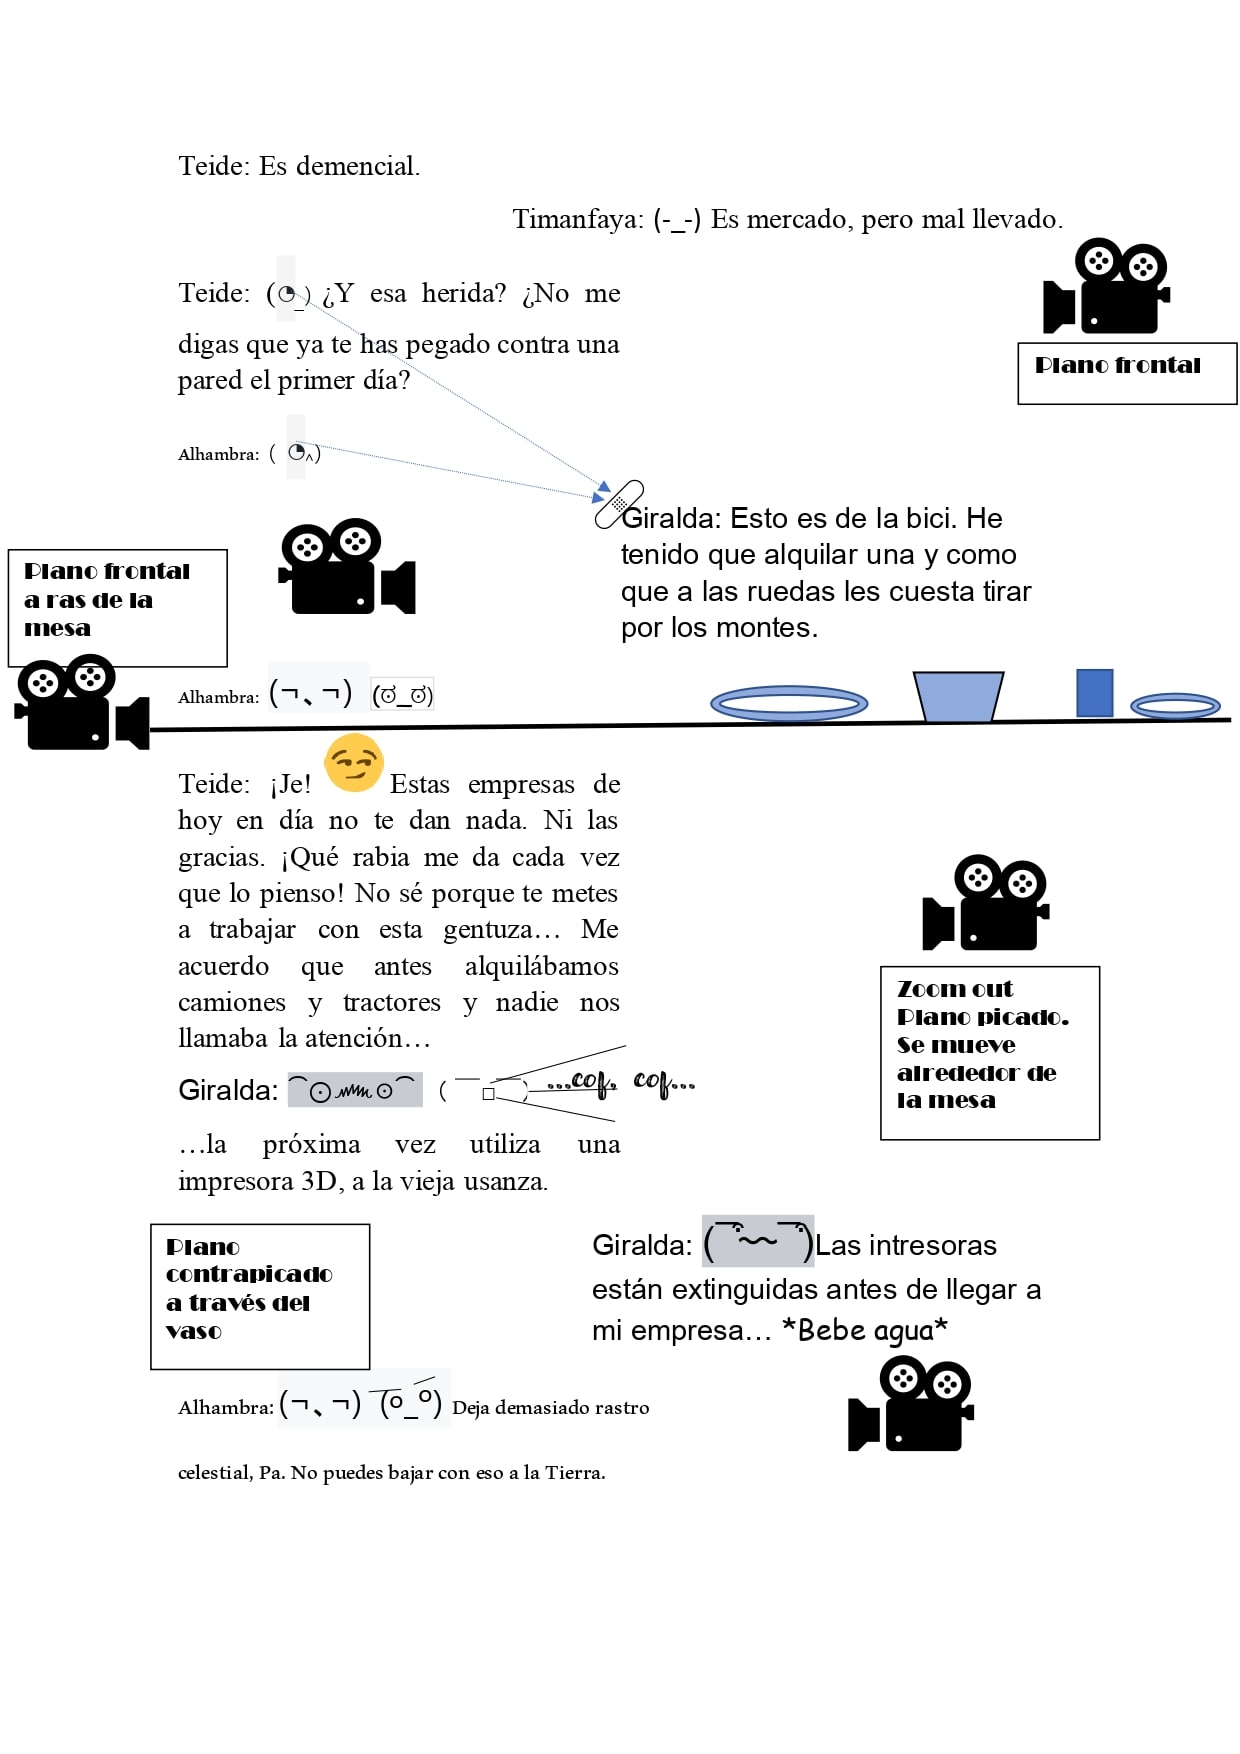 Teide: Es demencial.
Timanfaya: (-_-) Es mercado, pero mal llevado.
Teide: (◔_) ¿Y esa herida? ¿No me
digas que ya te has pegado contra una
pared el primer día?
Plano frontal
Alhambra: ( ◔^)
Giralda: Esto es de la bici. He
tenido que alquilar una y como
que a las ruedas les cuesta tirar
por los montes.
Plano frontal
a ras de la
mesa
Alhambra: (¬、¬) (ಠ_ಠ)
Teide: ¡Je! Estas empresas de
hoy en día no te dan nada. Ni las
gracias. ¡Qué rabia me da cada vez
que lo pienso! No sé porque te metes
a trabajar con esta gentuza… Me
acuerdo que antes alquilábamos
camiones y tractores y nadie nos
llamaba la atención…
Zoom out
Plano picado.
Se mueve
alrededor de
la mesa
Giralda: ⁀⊙෴☉⁀ (￣□￣) ...cof, cof...
…la próxima vez utiliza una
impresora 3D, a la vieja usanza.
Plano
contrapicado
a través del
vaso
Giralda: ( ͡ಥ ͜ʖ ͡ಥ)Las intresoras
están extinguidas antes de llegar a
mi empresa… *Bebe agua*
Alhambra: (¬、¬) (º_º) Deja demasiado rastro
celestial, Pa. No puedes bajar con eso a la Tierra.